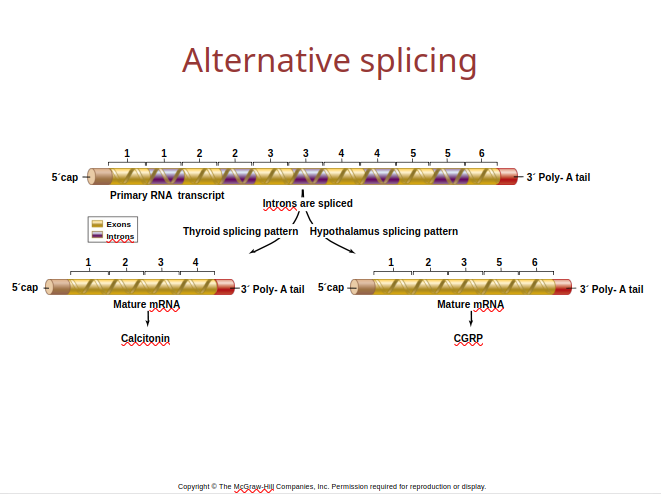 Alternative splicing
1 1 2 2 3 3 4 4 5 5 6
5´cap
3´ Poly- A tail
Primary RNA transcript
Introns are spliced
Exons
Introns
Thyroid splicing pattern
Hypothalamus splicing pattern
1 2 3 4
1 2 3 5 6
5´cap
3´ Poly- A tail
5´cap
3´ Poly- A tail
Mature mRNA
Mature mRNA
Calcitonin
CGRP
Copyright © The McGraw-Hill Companies, Inc. Permission required for reproduction or display.